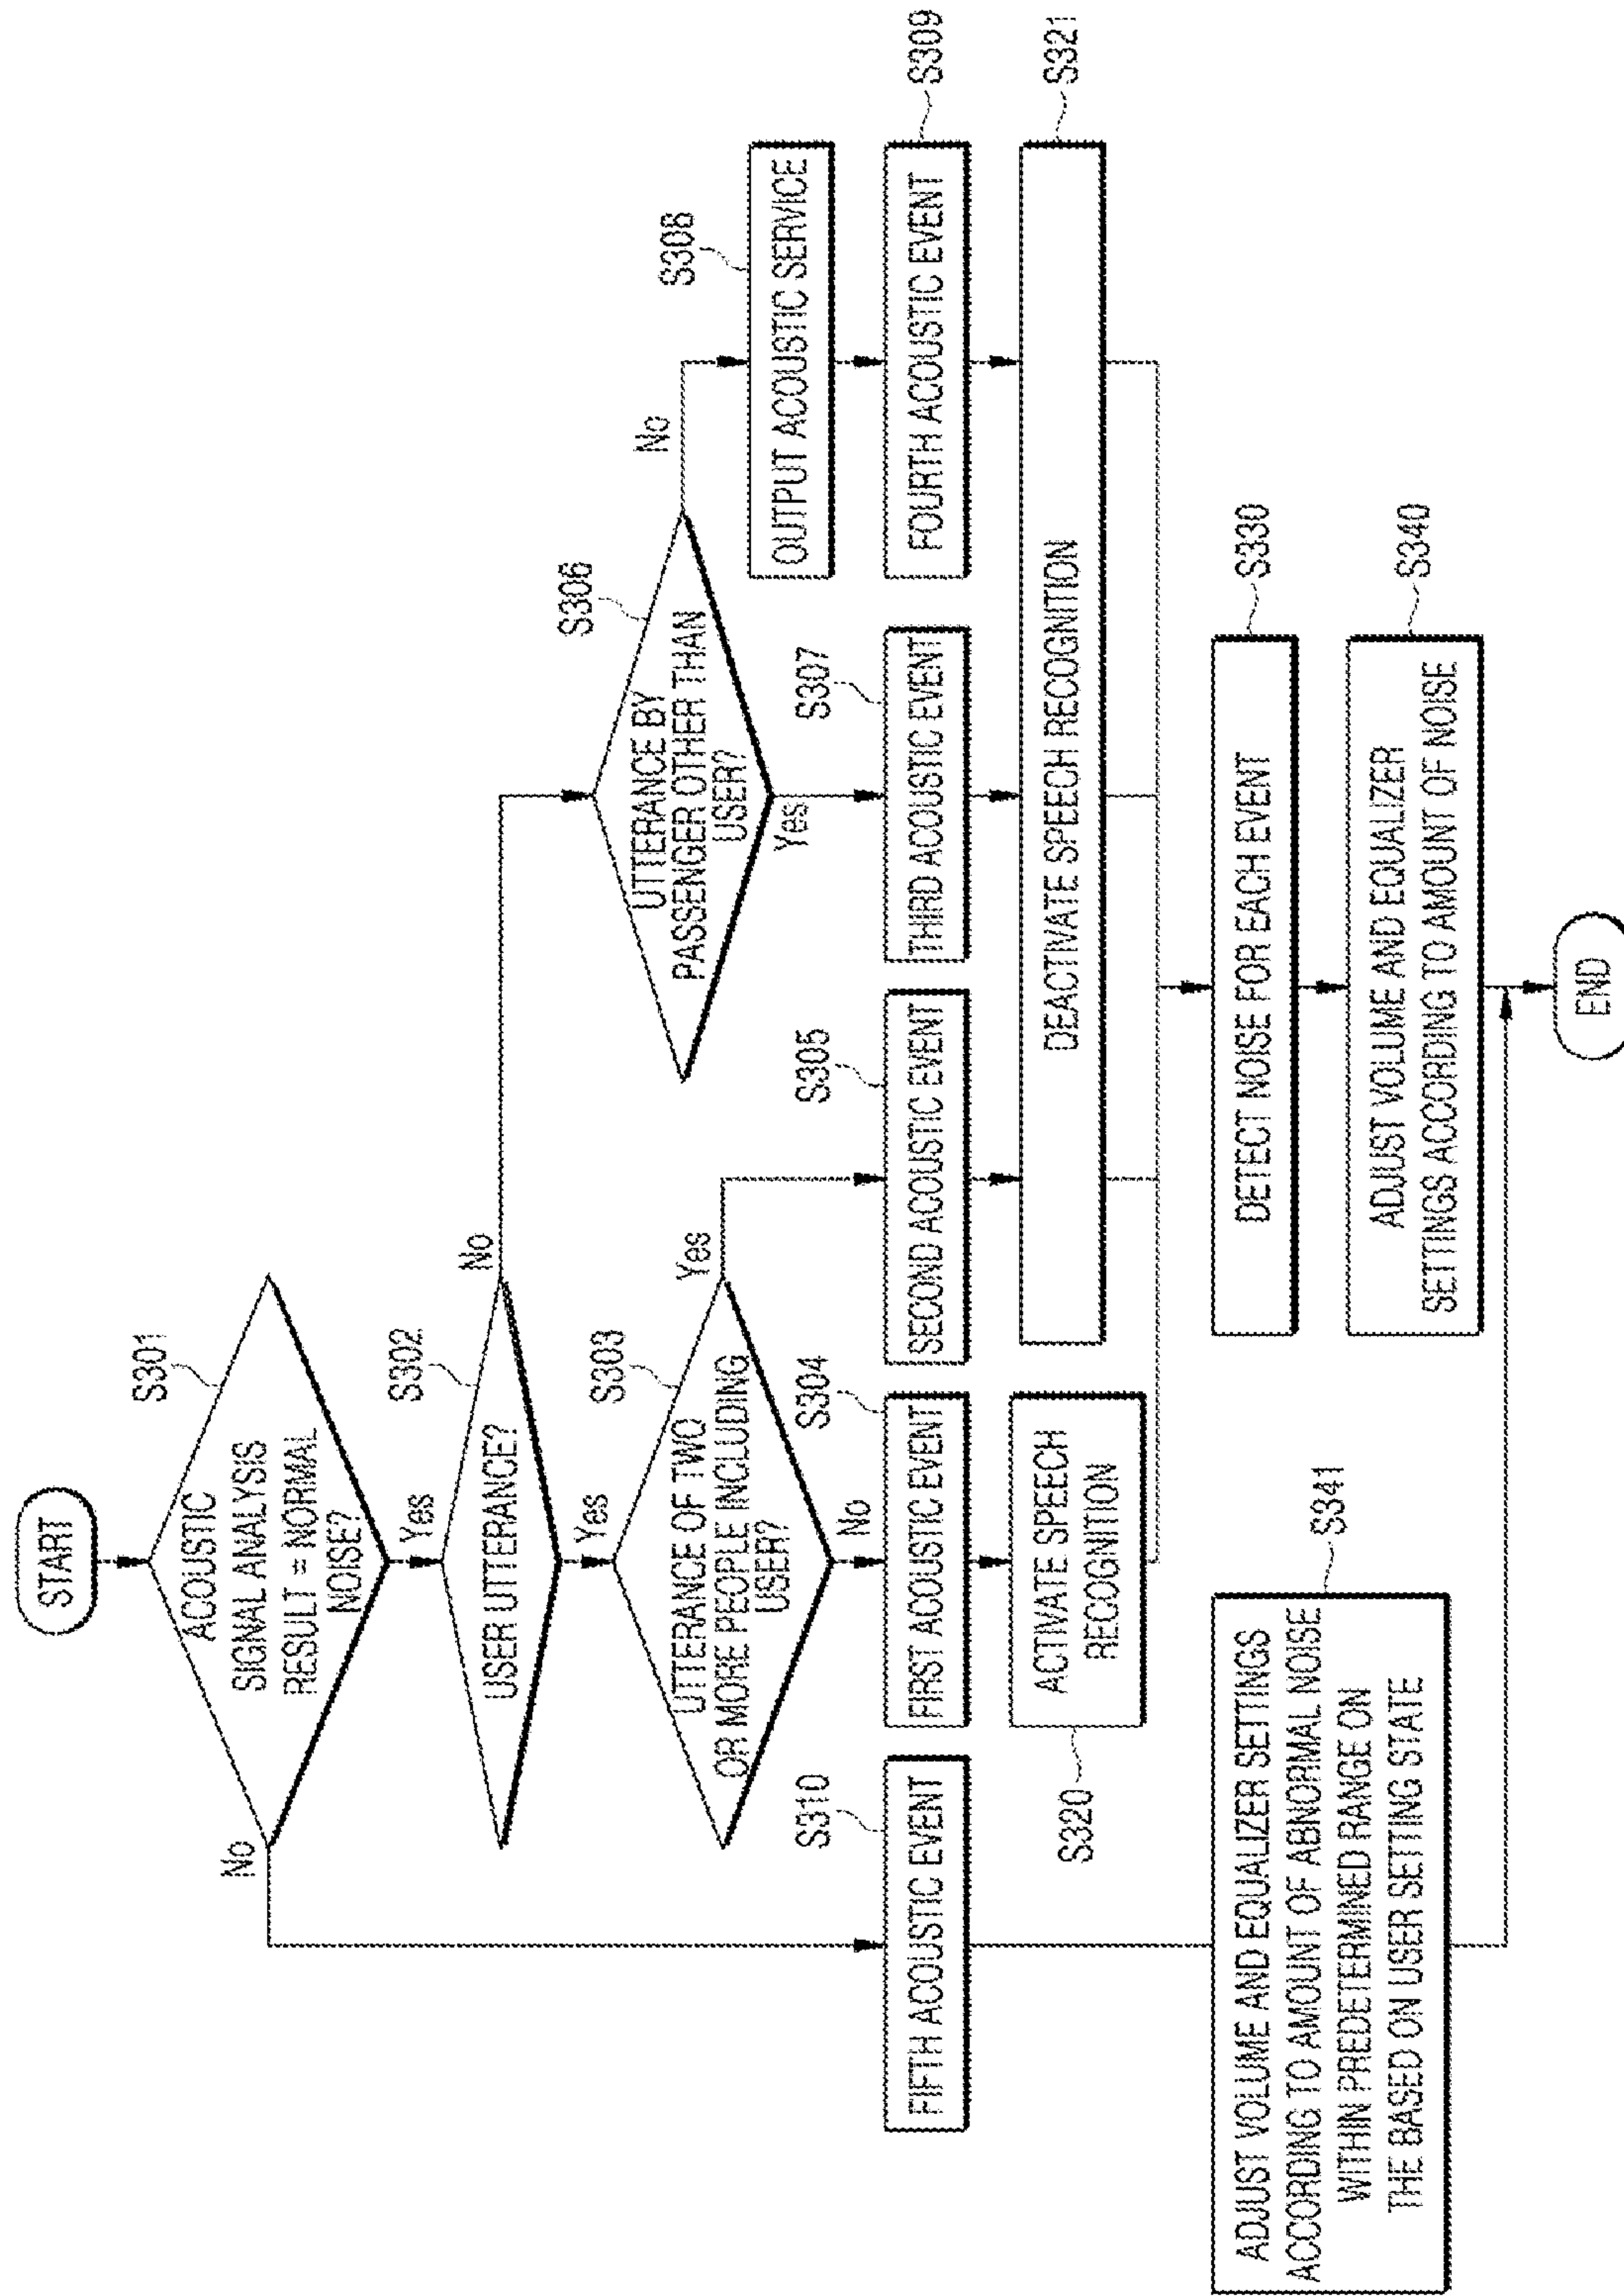 START
S301
ACOUSTIC
SIGNAL ANALYSIS
RESULT = NORMAL
NOISE?
No
Yes
S302
USER UTTERANCE?
No
Yes
S303
UTTERANCE OF TWO
OR MORE PEOPLE INCLUDING
USER?
Yes
No
S306
UTTERANCE BY
PASSENGER OTHER THAN
USER?
No
Yes
S308
OUTPUT ACOUSTIC SERVICE
S310
FIFTH ACOUSTIC EVENT
S304
FIRST ACOUSTIC EVENT
S305
SECOND ACOUSTIC EVENT
S307
THIRD ACOUSTIC EVENT
FOURTH ACOUSTIC EVENT
S309
S320
ACTIVATE SPEECH
RECOGNITION
DEACTIVATE SPEECH RECOGNITION
S321
S341
ADJUST VOLUME AND EQUALIZER SETTINGS
ACCORDING TO AMOUNT OF ABNORMAL NOISE
WITHIN PREDETERMINED RANGE ON
THE BASED ON USER SETTING STATE
DETECT NOISE FOR EACH EVENT
S330
ADJUST VOLUME AND EQUALIZER
SETTINGS ACCORDING TO AMOUNT OF NOISE
S340
END